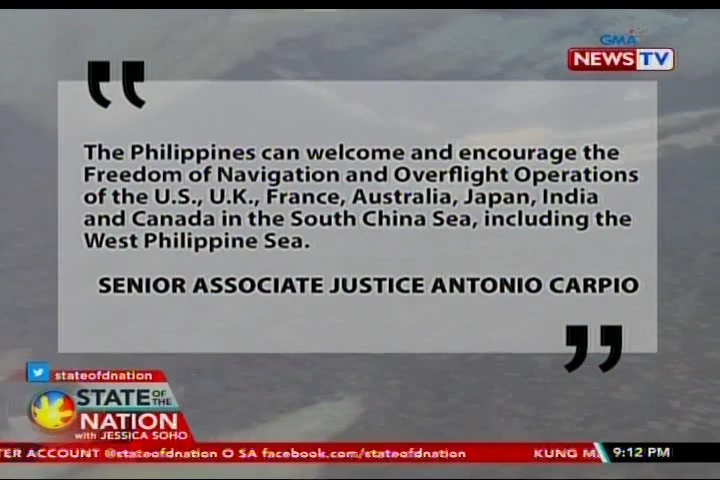 GMA
NEWS TV
The Philippines can welcome and encourage the
Freedom of Navigation and Overflight Operations
of the U.S., U.K., France, Australia, Japan, India
and Canada in the South China Sea, including the
West Philippine Sea.
SENIOR ASSOCIATE JUSTICE ANTONIO CARPIO
stateofdnation
STATE OF THE
NATION
with JESSICA SOHO
TER ACCOUNT @stateofdnation O SA facebook.com/stateofdnation KUNG M 9:12 PM